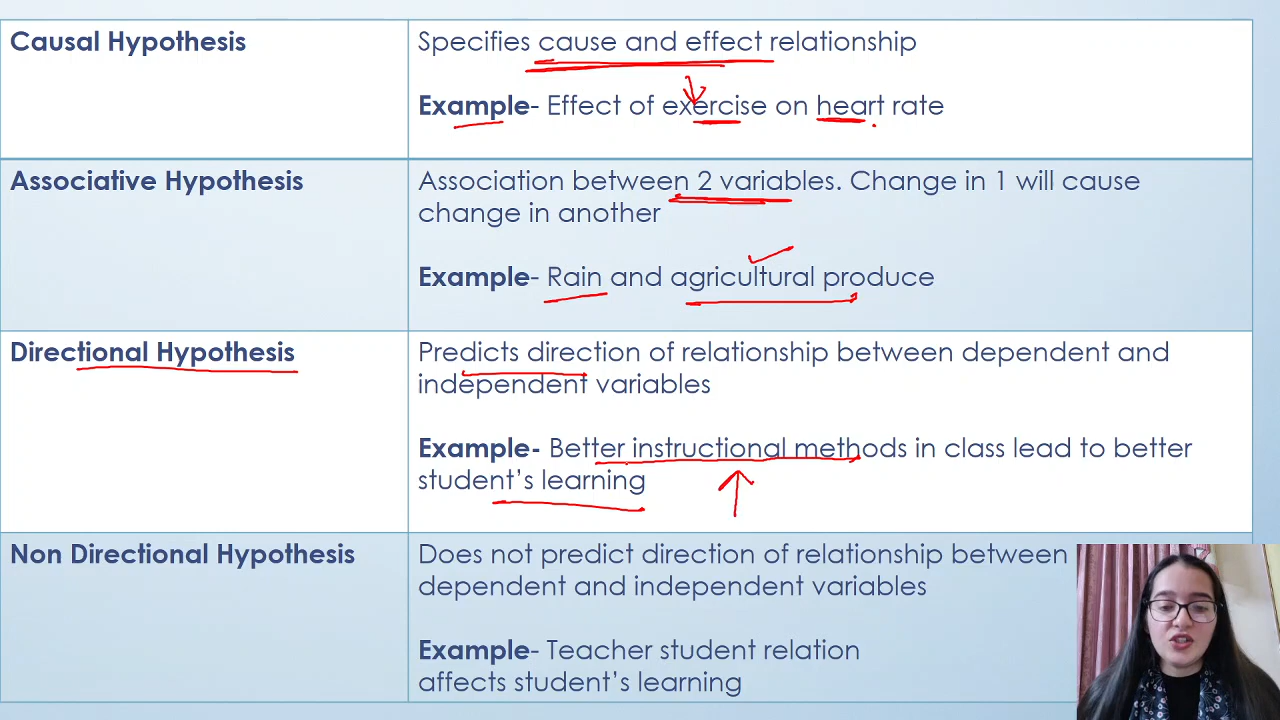 Causal Hypothesis
Specifies cause and effect relationship
Example- Effect of exercise on heart rate
Associative Hypothesis
Association between 2 variables. Change in 1 will cause
change in another
Example- Rain and agricultural produce
Directional Hypothesis
Predicts direction of relationship between dependent and
independent variables
Example- Better instructional methods in class lead to better
student’s learning
Non Directional Hypothesis
Does not predict direction of relationship between
dependent and independent variables
Example- Teacher student relation
affects student’s learning